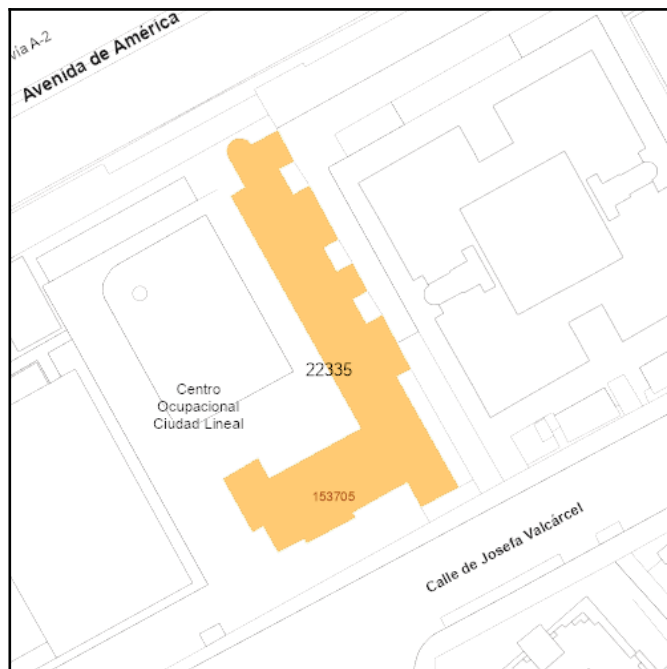 vía A-2
Avenida de América
22335
Centro
Ocupacional
Ciudad Lineal
153705
Calle de Josefa Valcárcel